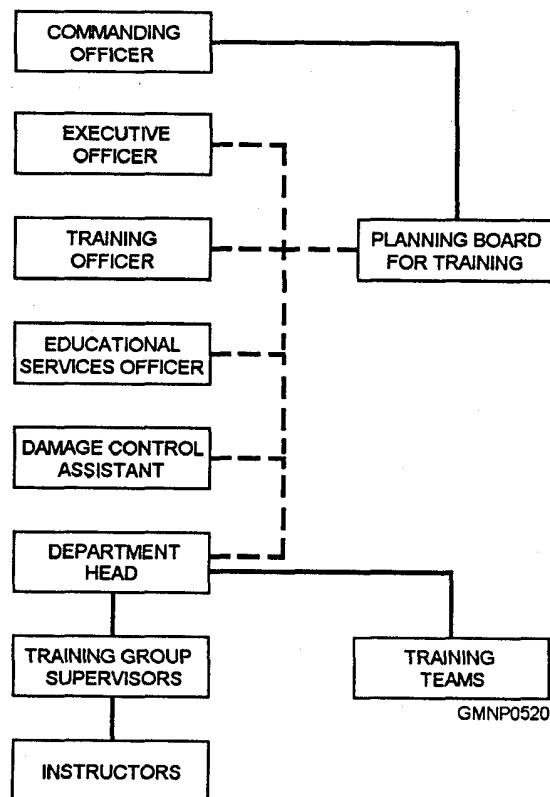 COMMANDING
OFFICER
EXECUTIVE
OFFICER
TRAINING
OFFICER
PLANNING BOARD
FOR TRAINING
EDUCATIONAL
SERVICES OFFICER
DAMAGE CONTROL
ASSISTANT
DEPARTMENT
HEAD
TRAINING GROUP
SUPERVISORS
TRAINING
TEAMS
GMNP0520
INSTRUCTORS